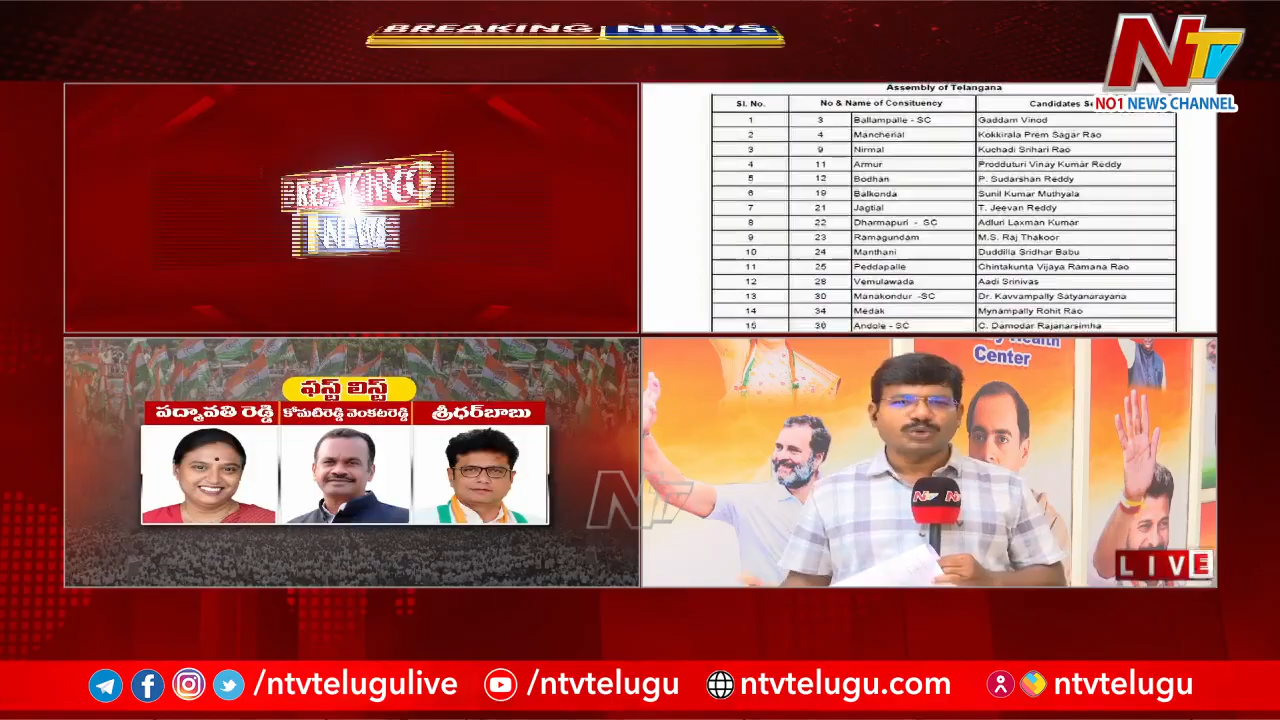 BREAKING NEWS
NTV
NO1 NEWS CHANNEL
BREAKING
NEWS
Assembly of Telangana
Sl. No. No & Name of Consituency Candidates Se
1 3 Ballampalle - SC Gaddam Vinod
2 4 Mancherial Kokkirala Prem Sagar Rao
3 9 Nirmal Kuchadi Srihari Rao
4 11 Armur Prodduturi Vinay Kumar Reddy
5 12 Bodhan P. Sudarshan Reddy
6 19 Balkonda Sunil Kumar Muthyala
7 21 Jagtial T. Jeevan Reddy
8 22 Dharmapuri - SC Adluri Laxman Kumar
9 23 Ramagundam M.S. Raj Thakoor
10 24 Manthani Duddilla Sridhar Babu
11 25 Peddapalle Chintakunta Vijaya Ramana Rao
12 28 Vemulawada Aadi Srinivas
13 30 Manakondur -SC Dr. Kavvampally Satyanarayana
14 34 Medak Mynampally Rohit Rao
15 Andole - SC C. Damodar Rajanarsimha
ఫస్ట్ లిస్ట్
పద్మావతి రెడ్డి కోమటిరెడ్డి వెంకటరెడ్డి శ్రీధర్‌బాబు
NTV
Health
Center
NTV NT
LIVE
/ntvtelugulive /ntvtelugu ntvtelugu.com ntvtelugu